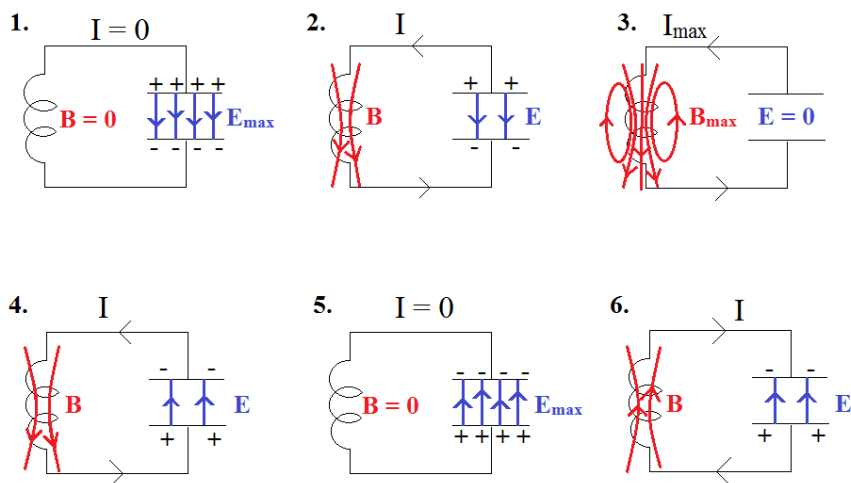 1.
I = 0
+ + + +
B = 0
Emax
- - - -
2.
I
+ +
B
E
- -
3.
Imax
Bmax
E = 0
4.
I
- -
B
E
+ +
5.
I = 0
- - - -
B = 0
Emax
+ + + +
6.
I
- -
B
E
+ +